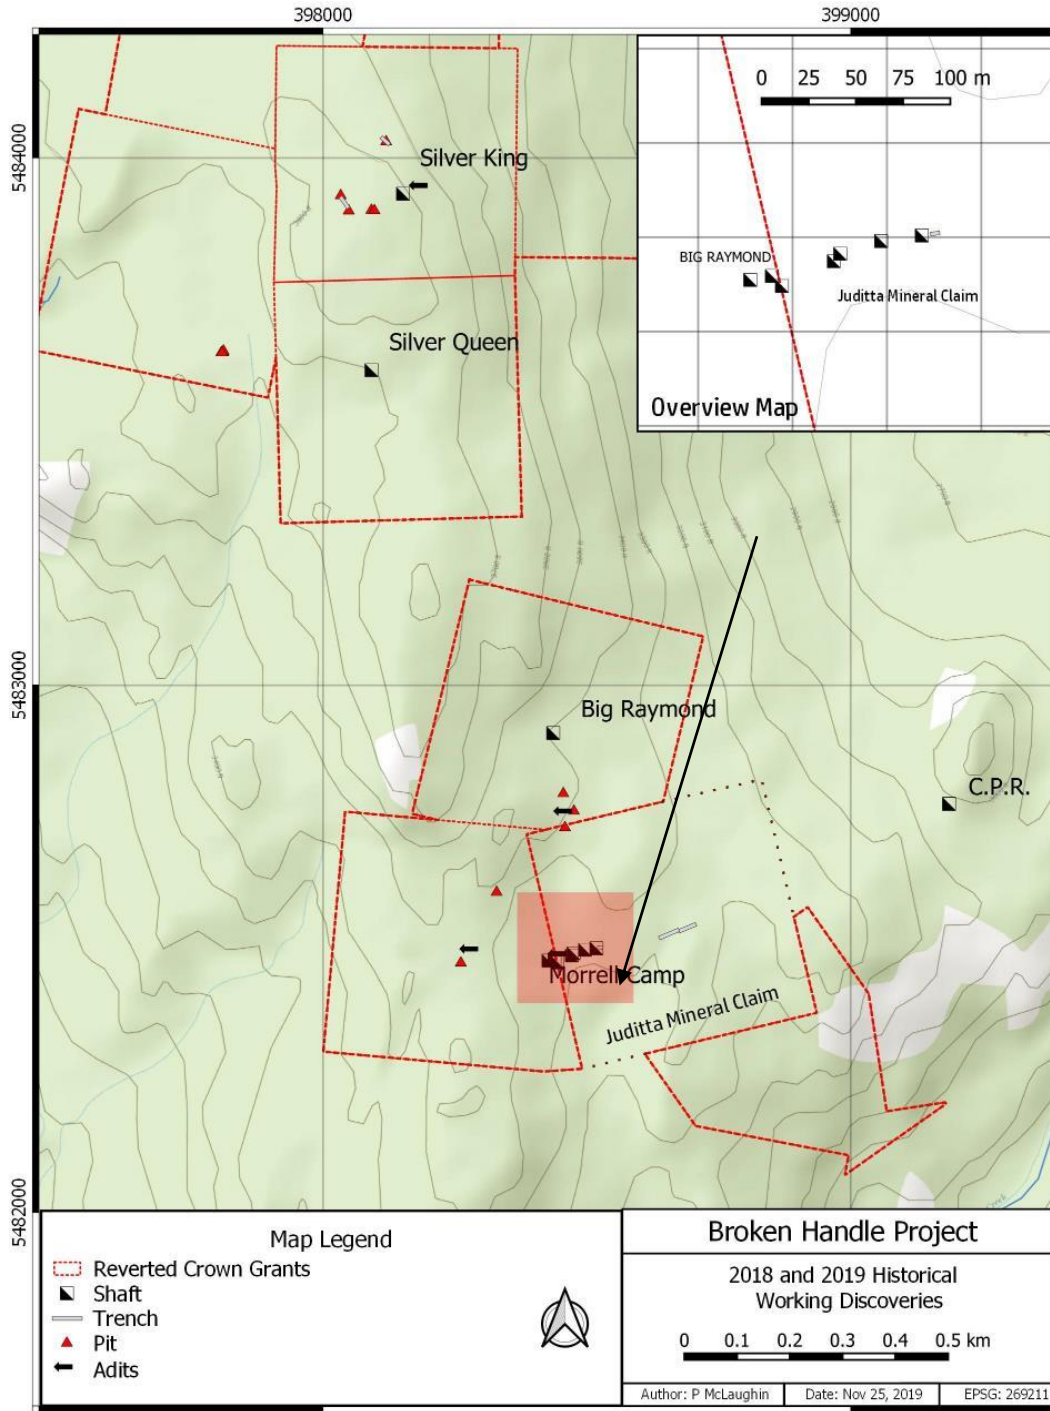 398000
399000
5484000
5483000
5482000
0 25 50 75 100 m
BIG RAYMOND
Juditta Mineral Claim
Overview Map
Silver King
Silver Queen
Big Raymond
C.P.R.
Morrell Camp
Juditta Mineral Claim
Creek
Map Legend
Reverted Crown Grants
Shaft
Trench
Pit
Adits
Broken Handle Project
2018 and 2019 Historical
Working Discoveries
0 0.1 0.2 0.3 0.4 0.5 km
Author: P McLaughin
Date: Nov 25, 2019
EPSG: 269211